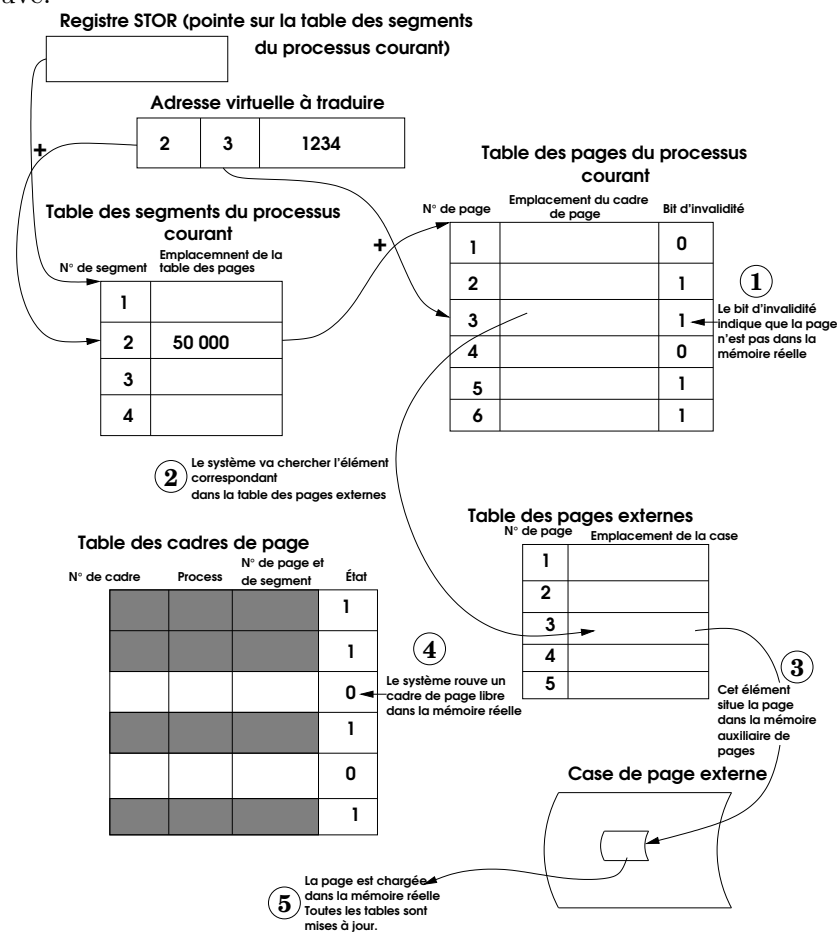 Registre STOR (pointe sur la table des segments
du processus courant)
Adresse virtuelle à traduire
2 3 1234
+
Table des segments du processus
courant
N° de segment
Emplacemnent de la
table des pages
1
2 50 000
3
4
+
Table des pages du processus
courant
N° de page
Emplacement du cadre
de page
Bit d'invalidité
1 0
2 1
3 1
4 0
5 1
6 1
1
Le bit d'invalidité
indique que la page
n'est pas dans la
mémoire réelle
2
Le système va chercher l'élément
correspondant
dans la table des pages externes
Table des pages externes
N° de page
Emplacement de la case
1
2
3
4
5
Table des cadres de page
N° de cadre
Process
N° de page et
de segment
État
1
1
0
1
0
1
4
Le système rouve un
cadre de page libre
dans la mémoire réelle
3
Cet élément
situe la page
dans la mémoire
auxiliaire de
pages
Case de page externe
5
La page est chargée
dans la mémoire réelle
Toutes les tables sont
mises à jour.